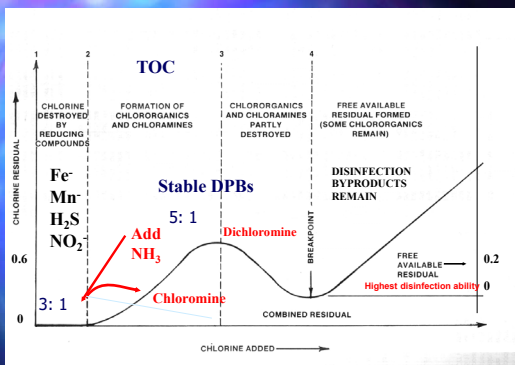 1
2
3
4
TOC
CHLORINE
DESTROYED
BY
REDUCING
COMPOUNDS
FORMATION OF
CHLORORGANICS
AND CHLORAMINES
CHLORORGANICS
AND CHLORAMINES
PARTLY
DESTROYED
FREE AVAILABLE
RESIDUAL FORMED
(SOME CHLORORGANICS
REMAIN)
CHLORINE RESIDUAL
Fe-
Mn-
H2S
NO2-
Stable DPBs
5: 1
DISINFECTION
BYPRODUCTS
REMAIN
Add
NH3
Dichloromine
BREAKPOINT
0.6
FREE
AVAILABLE
RESIDUAL
0.2
Highest disinfection ability
0
3: 1
Chloromine
COMBINED RESIDUAL
0
CHLORINE ADDED